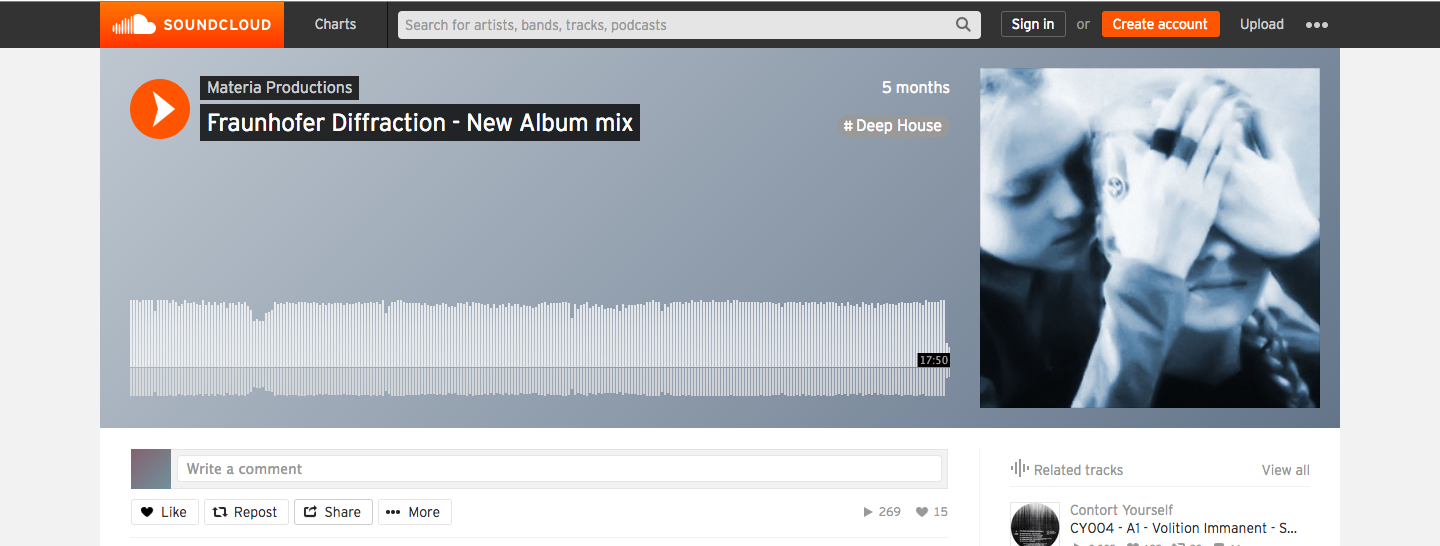 SOUNDCLOUD
Charts
Search for artists, bands, tracks, podcasts
Sign in or Create account
Upload
Materia Productions
5 months
Fraunhofer Diffraction - New Album mix
# Deep House
17:50
Write a comment
Like
Repost
Share
More
269
15
Related tracks
View all
Contort Yourself
CY004 - A1 - Volition Immanent - S...